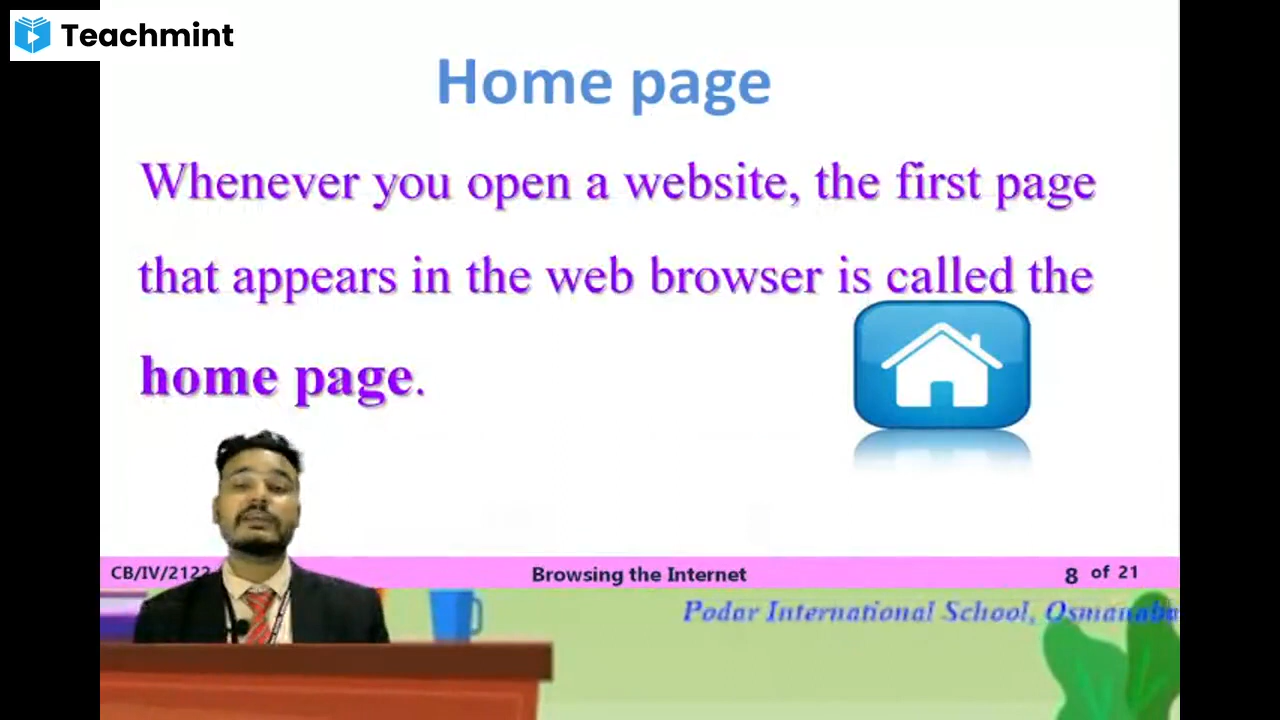 Teachmint
Home page
Whenever you open a website, the first page
that appears in the web browser is called the
home page.
CB/IV/2122
Browsing the Internet
8 of 21
Podar International School,